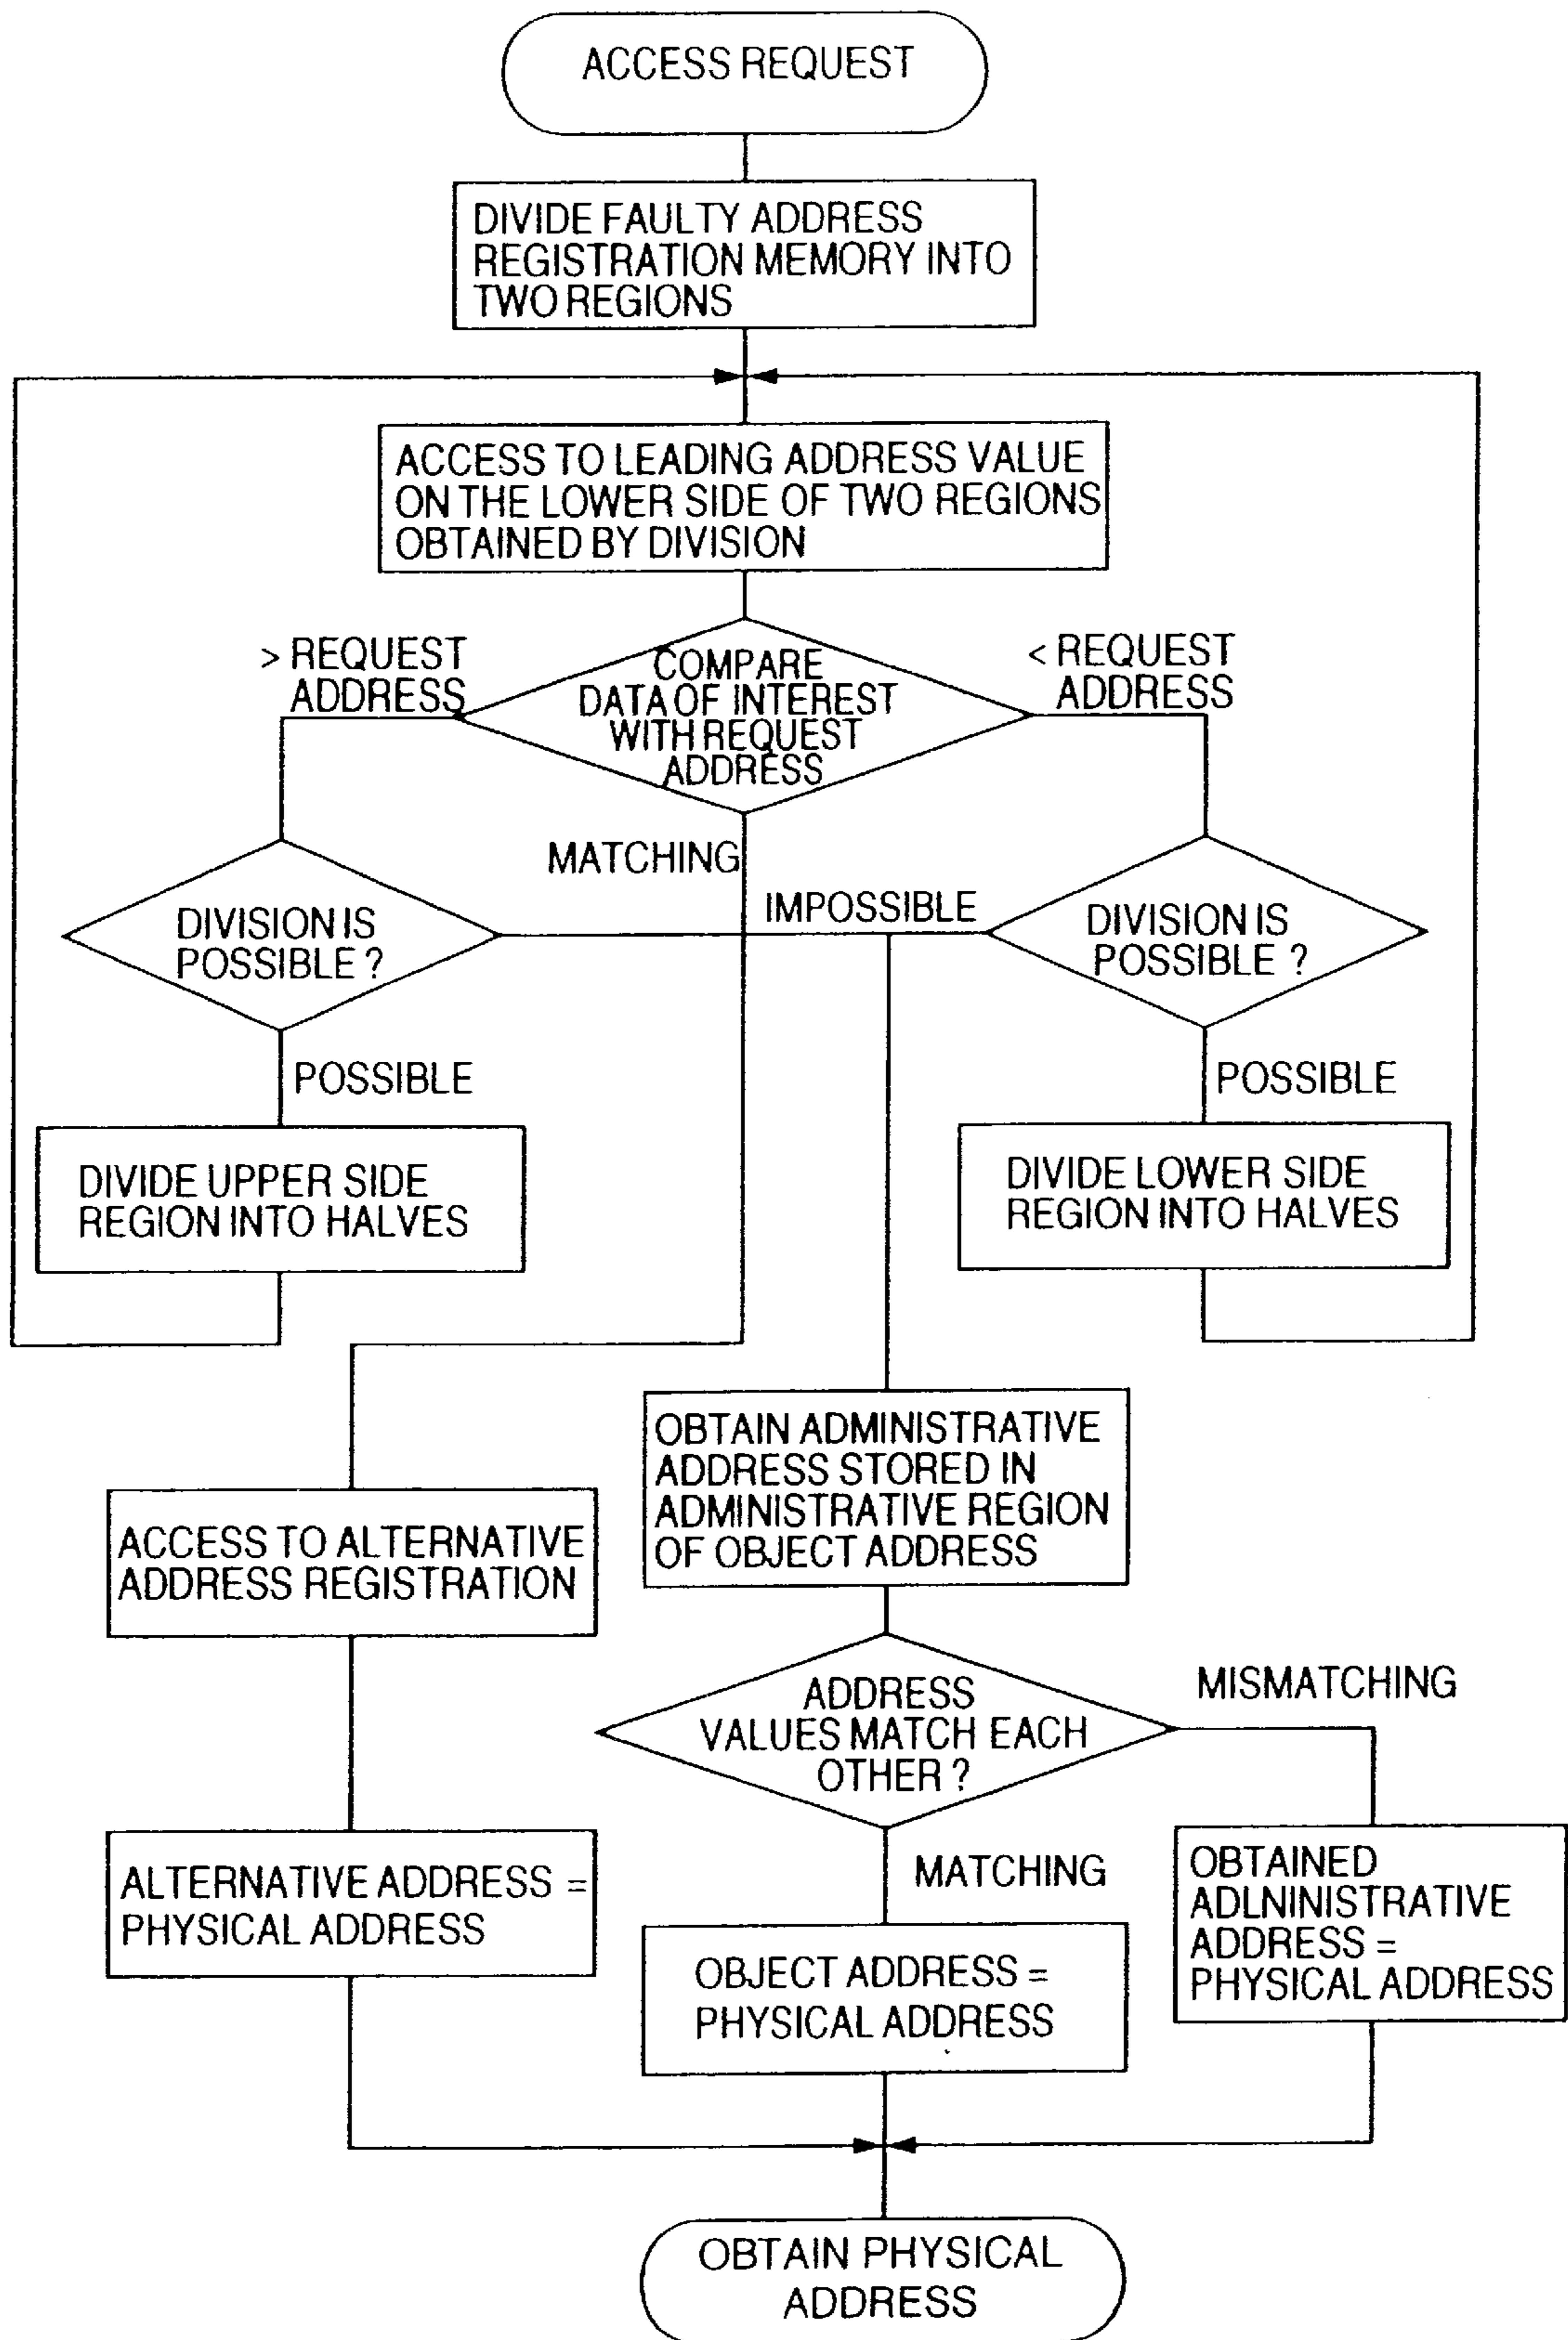 ACCESS REQUEST
DIVIDE FAULTY ADDRESS
REGISTRATION MEMORY INTO
TWO REGIONS
ACCESS TO LEADING ADDRESS VALUE
ON THE LOWER SIDE OF TWO REGIONS
OBTAINED BY DIVISION
> REQUEST
ADDRESS
COMPARE
DATA OF INTEREST
WITH REQUEST
ADDRESS
< REQUEST
ADDRESS
MATCHING
IMPOSSIBLE
DIVISION IS
POSSIBLE ?
DIVISION IS
POSSIBLE ?
POSSIBLE
POSSIBLE
DIVIDE UPPER SIDE
REGION INTO HALVES
DIVIDE LOWER SIDE
REGION INTO HALVES
OBTAIN ADMINISTRATIVE
ADDRESS STORED IN
ADMINISTRATIVE REGION
OF OBJECT ADDRESS
ACCESS TO ALTERNATIVE
ADDRESS REGISTRATION
ADDRESS
VALUES MATCH EACH
OTHER ?
MISMATCHING
MATCHING
ALTERNATIVE ADDRESS =
PHYSICAL ADDRESS
OBJECT ADDRESS =
PHYSICAL ADDRESS
OBTAINED
ADLNINISTRATIVE
ADDRESS =
PHYSICAL ADDRESS
OBTAIN PHYSICAL
ADDRESS